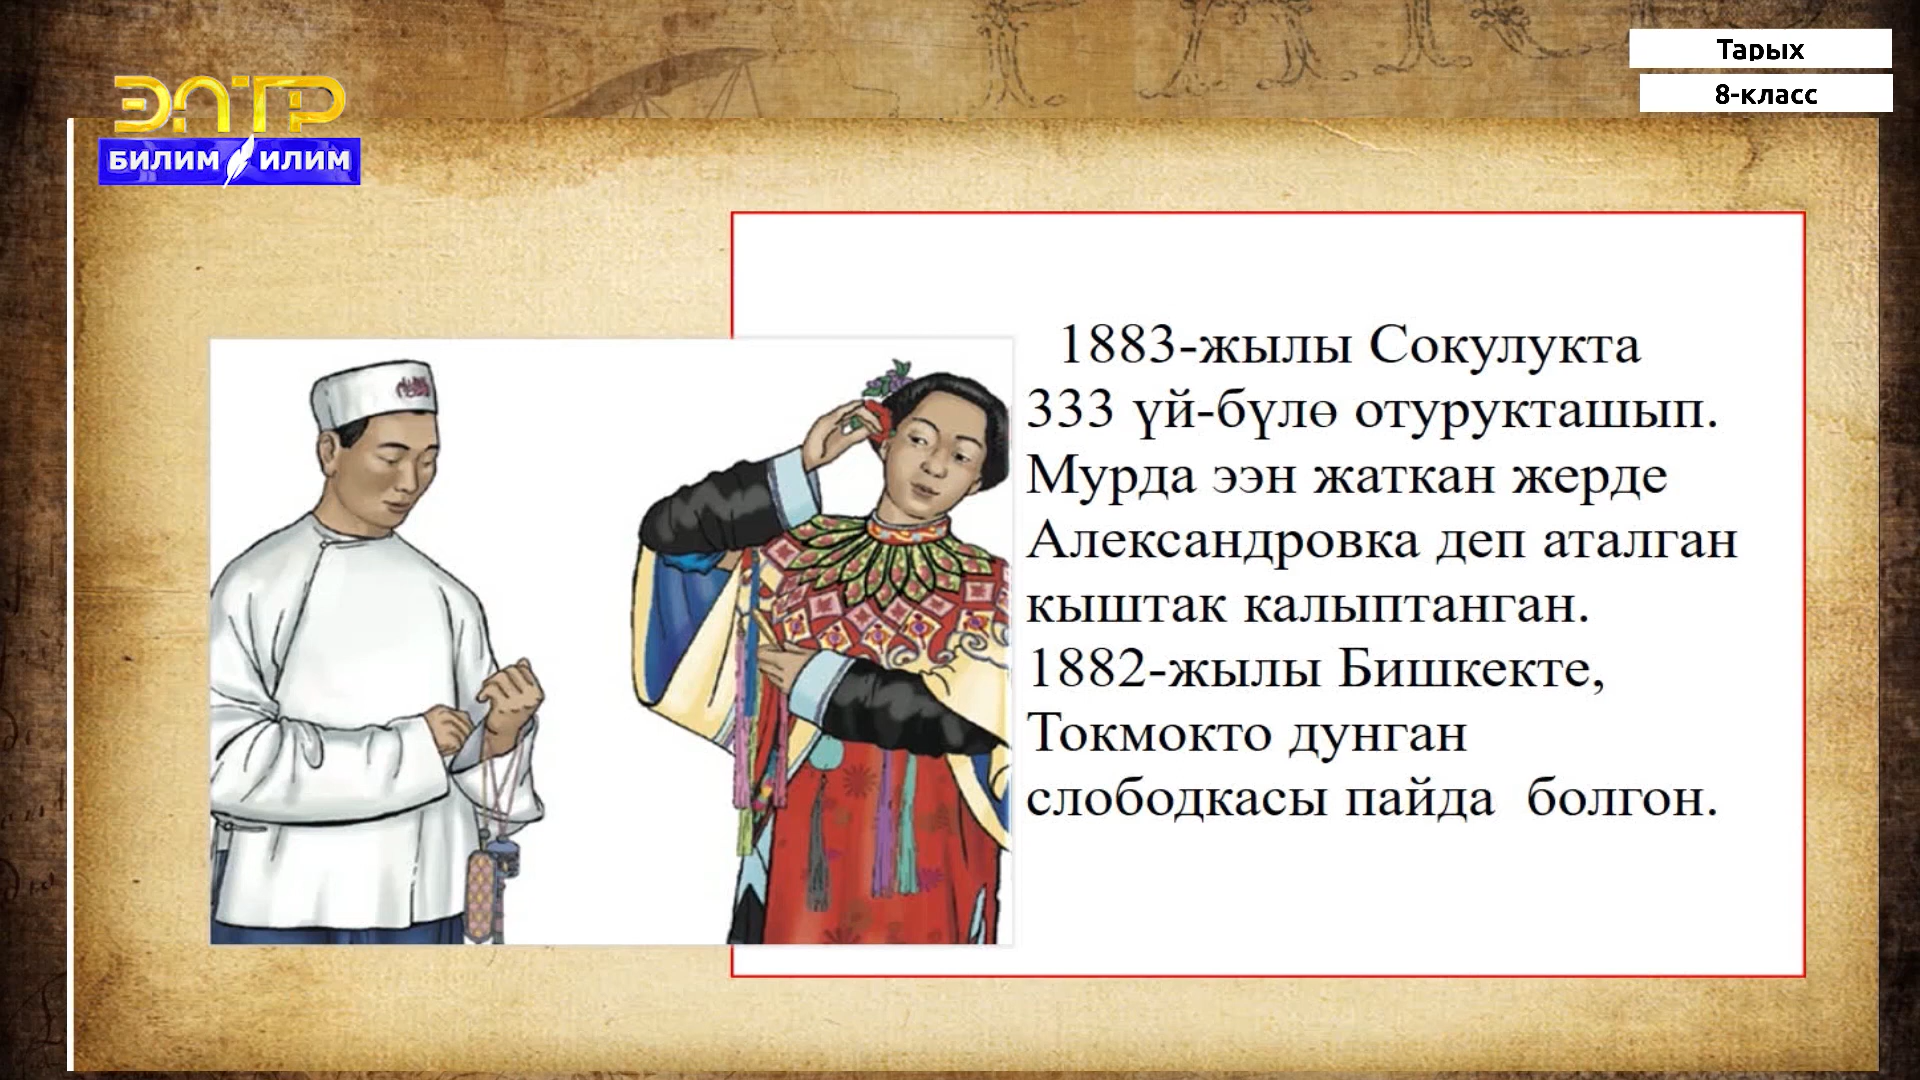 Тарых
8-класс
ЭЛТР
БИЛИМ ИЛИМ
1883-жылы Сокулукта
333 үй-бүлө отурукташып.
Мурда ээн жаткан жерде
Александровка деп аталган
кыштак калыптанган.
1882-жылы Бишкекте,
Токмокто дунган
слободкасы пайда болгон.